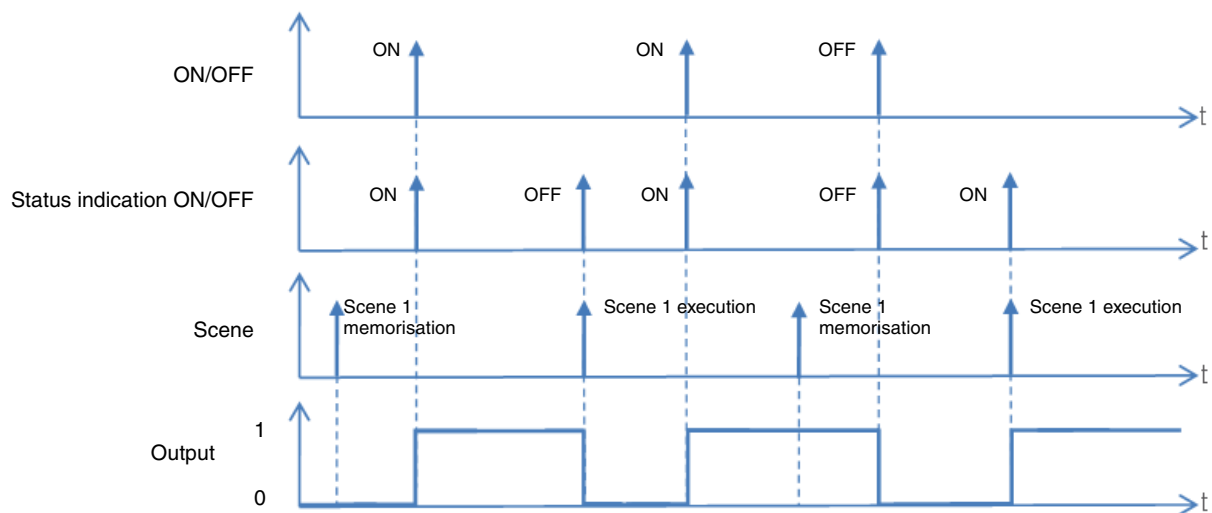 ON/OFF
ON
ON
OFF
t
Status indication ON/OFF
ON
OFF
ON
OFF
ON
t
Scene
Scene 1
memorisation
Scene 1 execution
Scene 1
memorisation
Scene 1 execution
t
Output
1
0
t